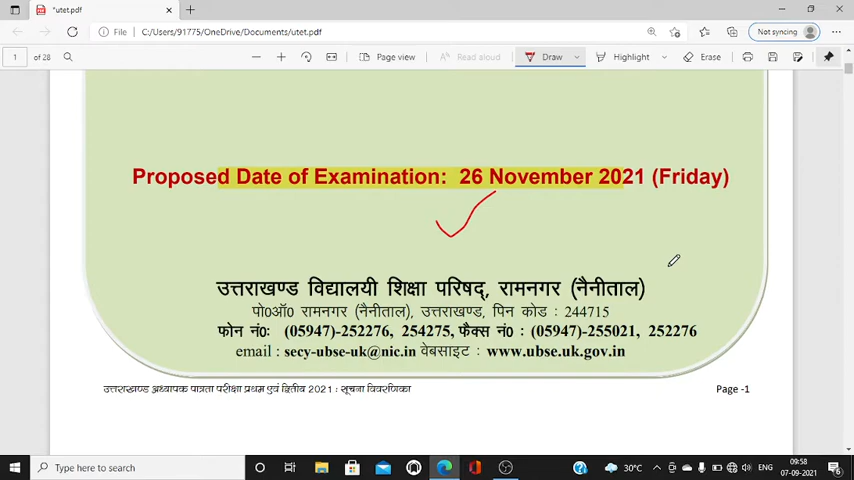 *utet.pdf
File
C:/Users/91775/OneDrive/Documents/utet.pdf
Not syncing
1 of 28
Page view
Read aloud
Draw
Highlight
Erase
Proposed Date of Examination: 26 November 2021 (Friday)
उत्तराखण्ड विद्यालयी शिक्षा परिषद्, रामनगर (नैनीताल)
पो0ऑ0 रामनगर (नैनीताल), उत्तराखण्ड, पिन कोड : 244715
फोन नं0: (05947)-252276, 254275, फैक्स नं0 : (05947)-255021, 252276
email : secy-ubse-uk@nic.in वेबसाइट : www.ubse.uk.gov.in
उत्तराखण्ड अध्यापक पात्रता परीक्षा प्रथम एवं द्वितीय 2021 : सूचना विवरणिका
Page -1
Type here to search
30°C
ENG
09:58
07-09-2021
6